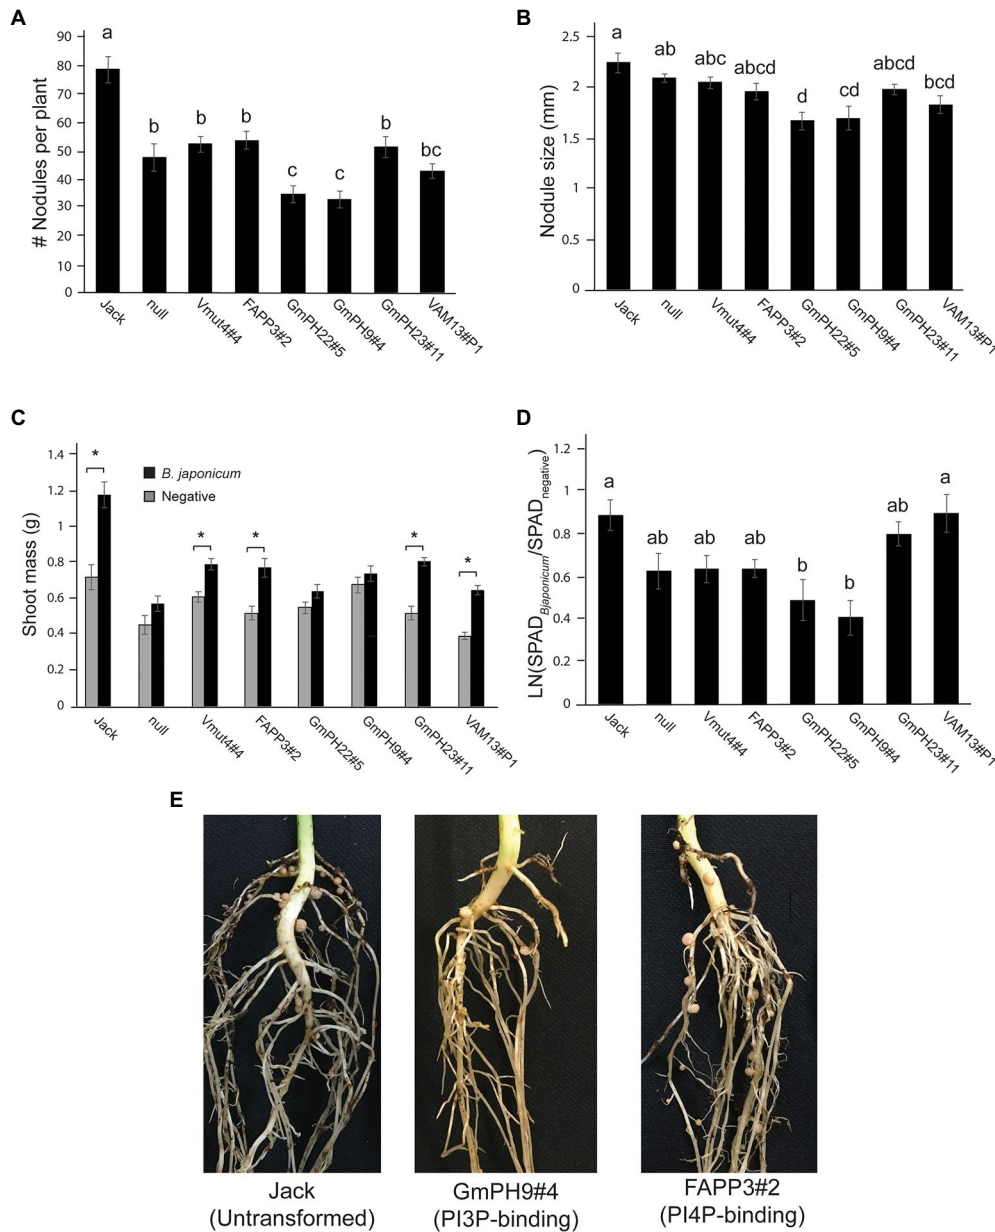 A
# Nodules per plant
90
80
70
60
50
40
30
20
10
0
a
b
b
b
c
c
b
bc
Jack
null
Vmut4#4
FAPP3#2
GmPH22#5
GmPH9#4
GmPH23#11
VAM13#P1
B
Nodule size (mm)
2.5
2
1.5
1
0.5
0
a
ab
abc
abcd
d
cd
abcd
bcd
Jack
null
Vmut4#4
FAPP3#2
GmPH22#5
GmPH9#4
GmPH23#11
VAM13#P1
C
Shoot mass (g)
1.4
1.2
1
0.8
0.6
0.4
0.2
0
B. japonicum
Negative
*
*
*
*
*
Jack
null
Vmut4#4
FAPP3#2
GmPH22#5
GmPH9#4
GmPH23#11
VAM13#P1
D
LN(SPAD Bjaponicum/SPAD negative)
1.2
1
0.8
0.6
0.4
0.2
0
a
ab
ab
ab
b
b
ab
a
Jack
null
Vmut4#4
FAPP3#2
GmPH22#5
GmPH9#4
GmPH23#11
VAM13#P1
E
Jack
(Untransformed)
GmPH9#4
(PI3P-binding)
FAPP3#2
(PI4P-binding)